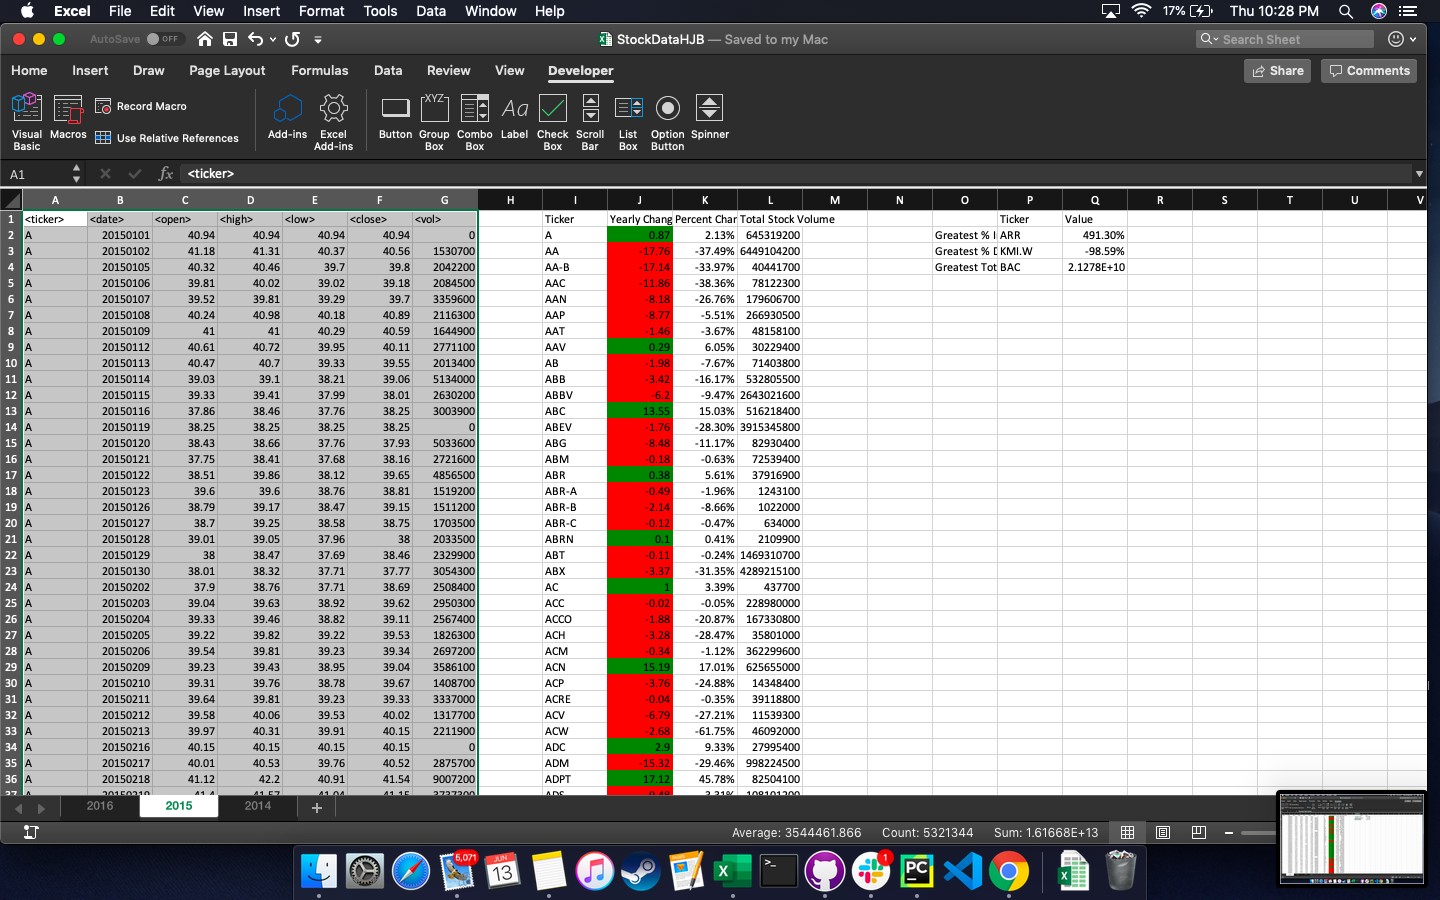 Excel File Edit View Insert Format Tools Data Window Help 17% Thu 10:28 PM
AutoSave OFF StockDataHJB — Saved to my Mac Search Sheet
Home Insert Draw Page Layout Formulas Data Review View Developer Share Comments
Visual Basic Macros Record Macro Use Relative References Add-ins Excel Add-ins Button XYZ Group Box Combo Box Aa Label Check Box Scroll Bar List Box Option Button Spinner
A1 fx <ticker>
A B C D E F G H I J K L M N O P Q R S T U V
1 <ticker> <date> <open> <high> <low> <close> <vol> Ticker Yearly Chang Percent Char Total Stock Volume Ticker Value
2 A 20150101 40.94 40.94 40.94 40.94 0 A 0.87 2.13% 645319200 Greatest % I ARR 491.30%
3 A 20150102 41.18 41.31 40.37 40.56 1530700 AA -17.76 -37.49% 6449104200 Greatest % D KMI.W -98.59%
4 A 20150105 40.32 40.46 39.7 39.8 2042200 AA-B -17.14 -33.97% 40441700 Greatest Tot BAC 2.1278E+10
5 A 20150106 39.81 40.02 39.02 39.18 2084500 AAC -11.86 -38.36% 78122300
6 A 20150107 39.52 39.81 39.29 39.7 3359600 AAN -8.18 -26.76% 179606700
7 A 20150108 40.24 40.98 40.18 40.89 2116300 AAP -8.77 -5.51% 266930500
8 A 20150109 41 41 40.29 40.59 1644900 AAT -1.46 -3.67% 48158100
9 A 20150112 40.61 40.72 39.95 40.11 2771100 AAV 0.29 6.05% 30229400
10 A 20150113 40.47 40.7 39.33 39.55 2013400 AB -1.98 -7.67% 71403800
11 A 20150114 39.03 39.1 38.21 39.06 5134000 ABB -3.42 -16.17% 532805500
12 A 20150115 39.33 39.41 37.99 38.01 2630200 ABBV -6.2 -9.47% 2643021600
13 A 20150116 37.86 38.46 37.76 38.25 3003900 ABC 13.55 15.03% 516218400
14 A 20150119 38.25 38.25 38.25 38.25 0 ABEV -1.76 -28.30% 3915345800
15 A 20150120 38.43 38.66 37.76 37.93 5033600 ABG -8.48 -11.17% 82930400
16 A 20150121 37.75 38.41 37.68 38.16 2721600 ABM -0.18 -0.63% 72539400
17 A 20150122 38.51 39.86 38.12 39.65 4856500 ABR 0.38 5.61% 37916900
18 A 20150123 39.6 39.6 38.76 38.81 1519200 ABR-A -0.49 -1.96% 1243100
19 A 20150126 38.79 39.17 38.47 39.15 1511200 ABR-B -2.14 -8.66% 1022000
20 A 20150127 38.7 39.25 38.58 38.75 1703500 ABR-C -0.12 -0.47% 634000
21 A 20150128 39.01 39.05 37.96 38 2033500 ABRN 0.1 0.41% 2109900
22 A 20150129 38 38.47 37.69 38.46 2329900 ABT -0.11 -0.24% 1469310700
23 A 20150130 38.01 38.32 37.71 37.77 3054300 ABX -3.37 -31.35% 4289215100
24 A 20150202 37.9 38.76 37.71 38.69 2508400 AC 1 3.39% 437700
25 A 20150203 39.04 39.63 38.92 39.62 2950300 ACC -0.02 -0.05% 228980000
26 A 20150204 39.33 39.46 38.82 39.11 2567400 ACCO -1.88 -20.87% 167330800
27 A 20150205 39.22 39.82 39.22 39.53 1826300 ACH -3.28 -28.47% 35801000
28 A 20150206 39.54 39.81 39.23 39.34 2697200 ACM -0.34 -1.12% 362299600
29 A 20150209 39.23 39.43 38.95 39.04 3586100 ACN 15.19 17.01% 625655000
30 A 20150210 39.31 39.76 38.78 39.67 1408700 ACP -3.76 -24.88% 14348400
31 A 20150211 39.64 39.81 39.23 39.33 3337000 ACRE -0.04 -0.35% 39118800
32 A 20150212 39.58 40.06 39.53 40.02 1317700 ACV -6.79 -27.21% 11539300
33 A 20150213 39.97 40.31 39.91 40.15 2211900 ACW -2.68 -61.75% 46092000
34 A 20150216 40.15 40.15 40.15 40.15 0 ADC 2.9 9.33% 27995400
35 A 20150217 40.01 40.53 39.76 40.52 2875700 ADM -15.32 -29.46% 998224500
36 A 20150218 41.12 42.2 40.91 41.54 9007200 ADPT 17.12 45.78% 82504100
2016 2015 2014 +
Average: 3544461.866 Count: 5321344 Sum: 1.61668E+13
6,071 JUN 13 1 PC